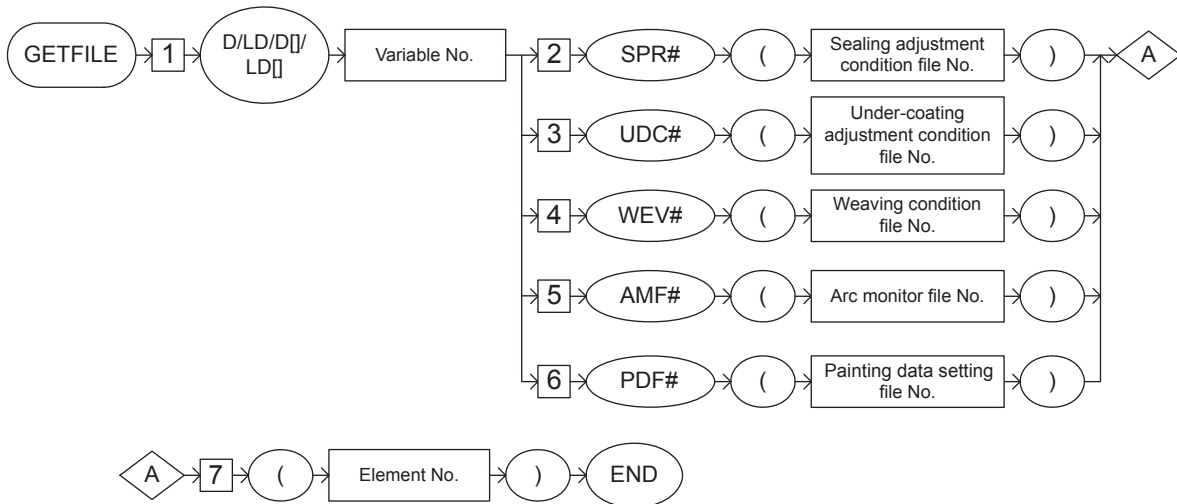 GETFILE 1 D/LD/D[]/
LD[] Variable No. 2 SPR# ( Sealing adjustment
condition file No. ) A
3 UDC# ( Under-coating
adjustment condition
file No. )
4 WEV# ( Weaving condition
file No. )
5 AMF# ( Arc monitor file No. )
6 PDF# ( Painting data setting
file No. )
A 7 ( Element No. ) END